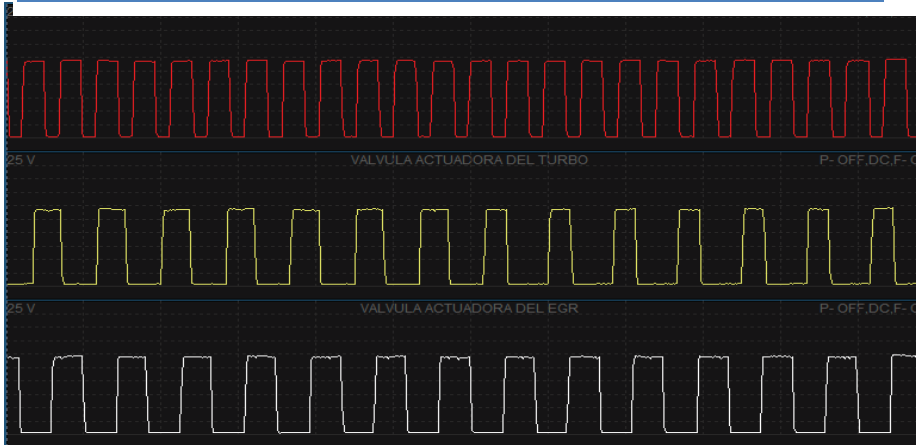 25 V VALVULA ACTUADORA DEL TURBO P- OFF,DC,F-
25 V VALVULA ACTUADORA DEL EGR P- OFF,DC,F-